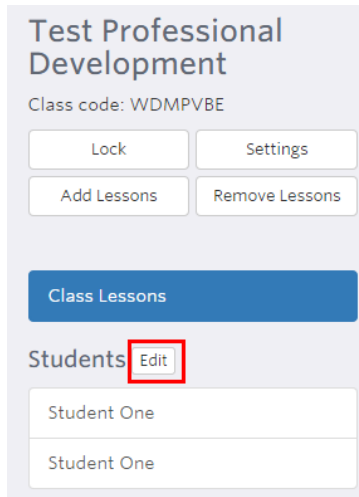 Test Professional
Development
Class code: WDMPVBE
Lock
Settings
Add Lessons
Remove Lessons
Class Lessons
Students Edit
Student One
Student One